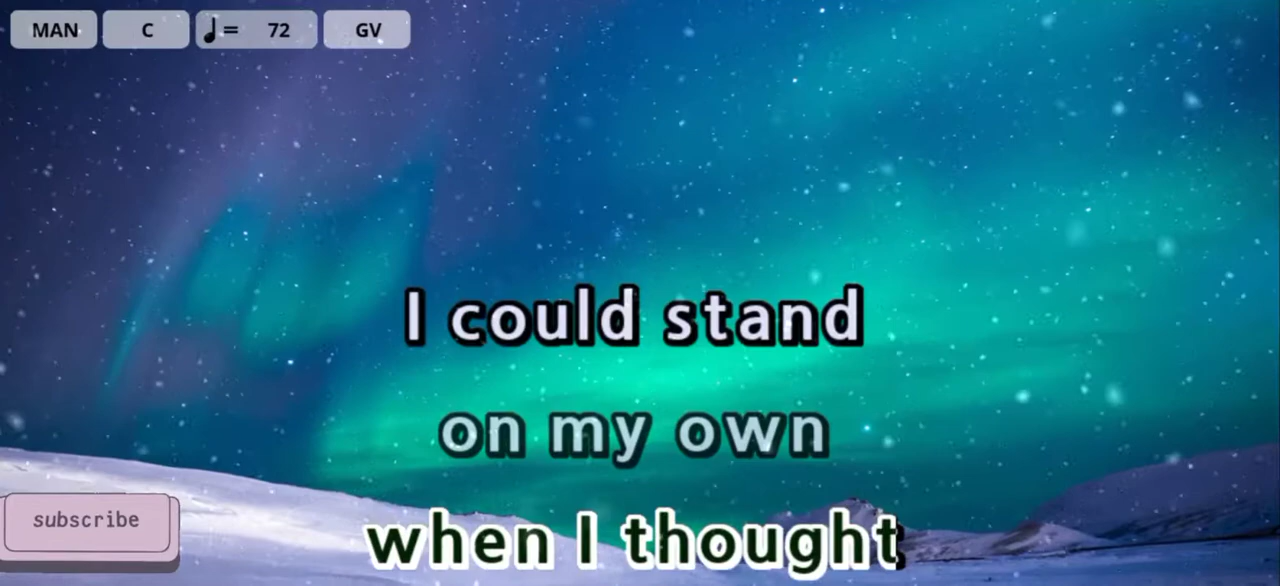 MAN C ♩= 72 GV
I could stand
on my own
when I thought
subscribe